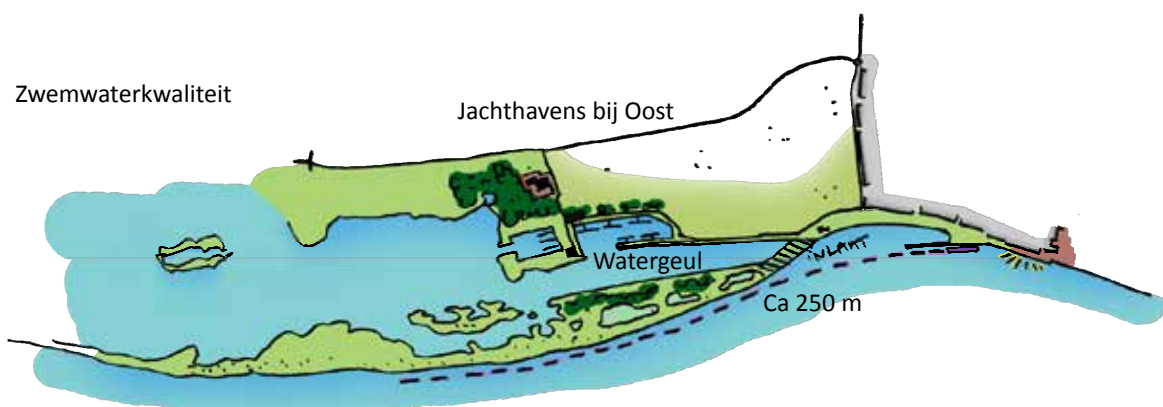 Zwemwaterkwaliteit
Jachthavens bij Oost
INLAAT
Watergeul
Ca 250 m